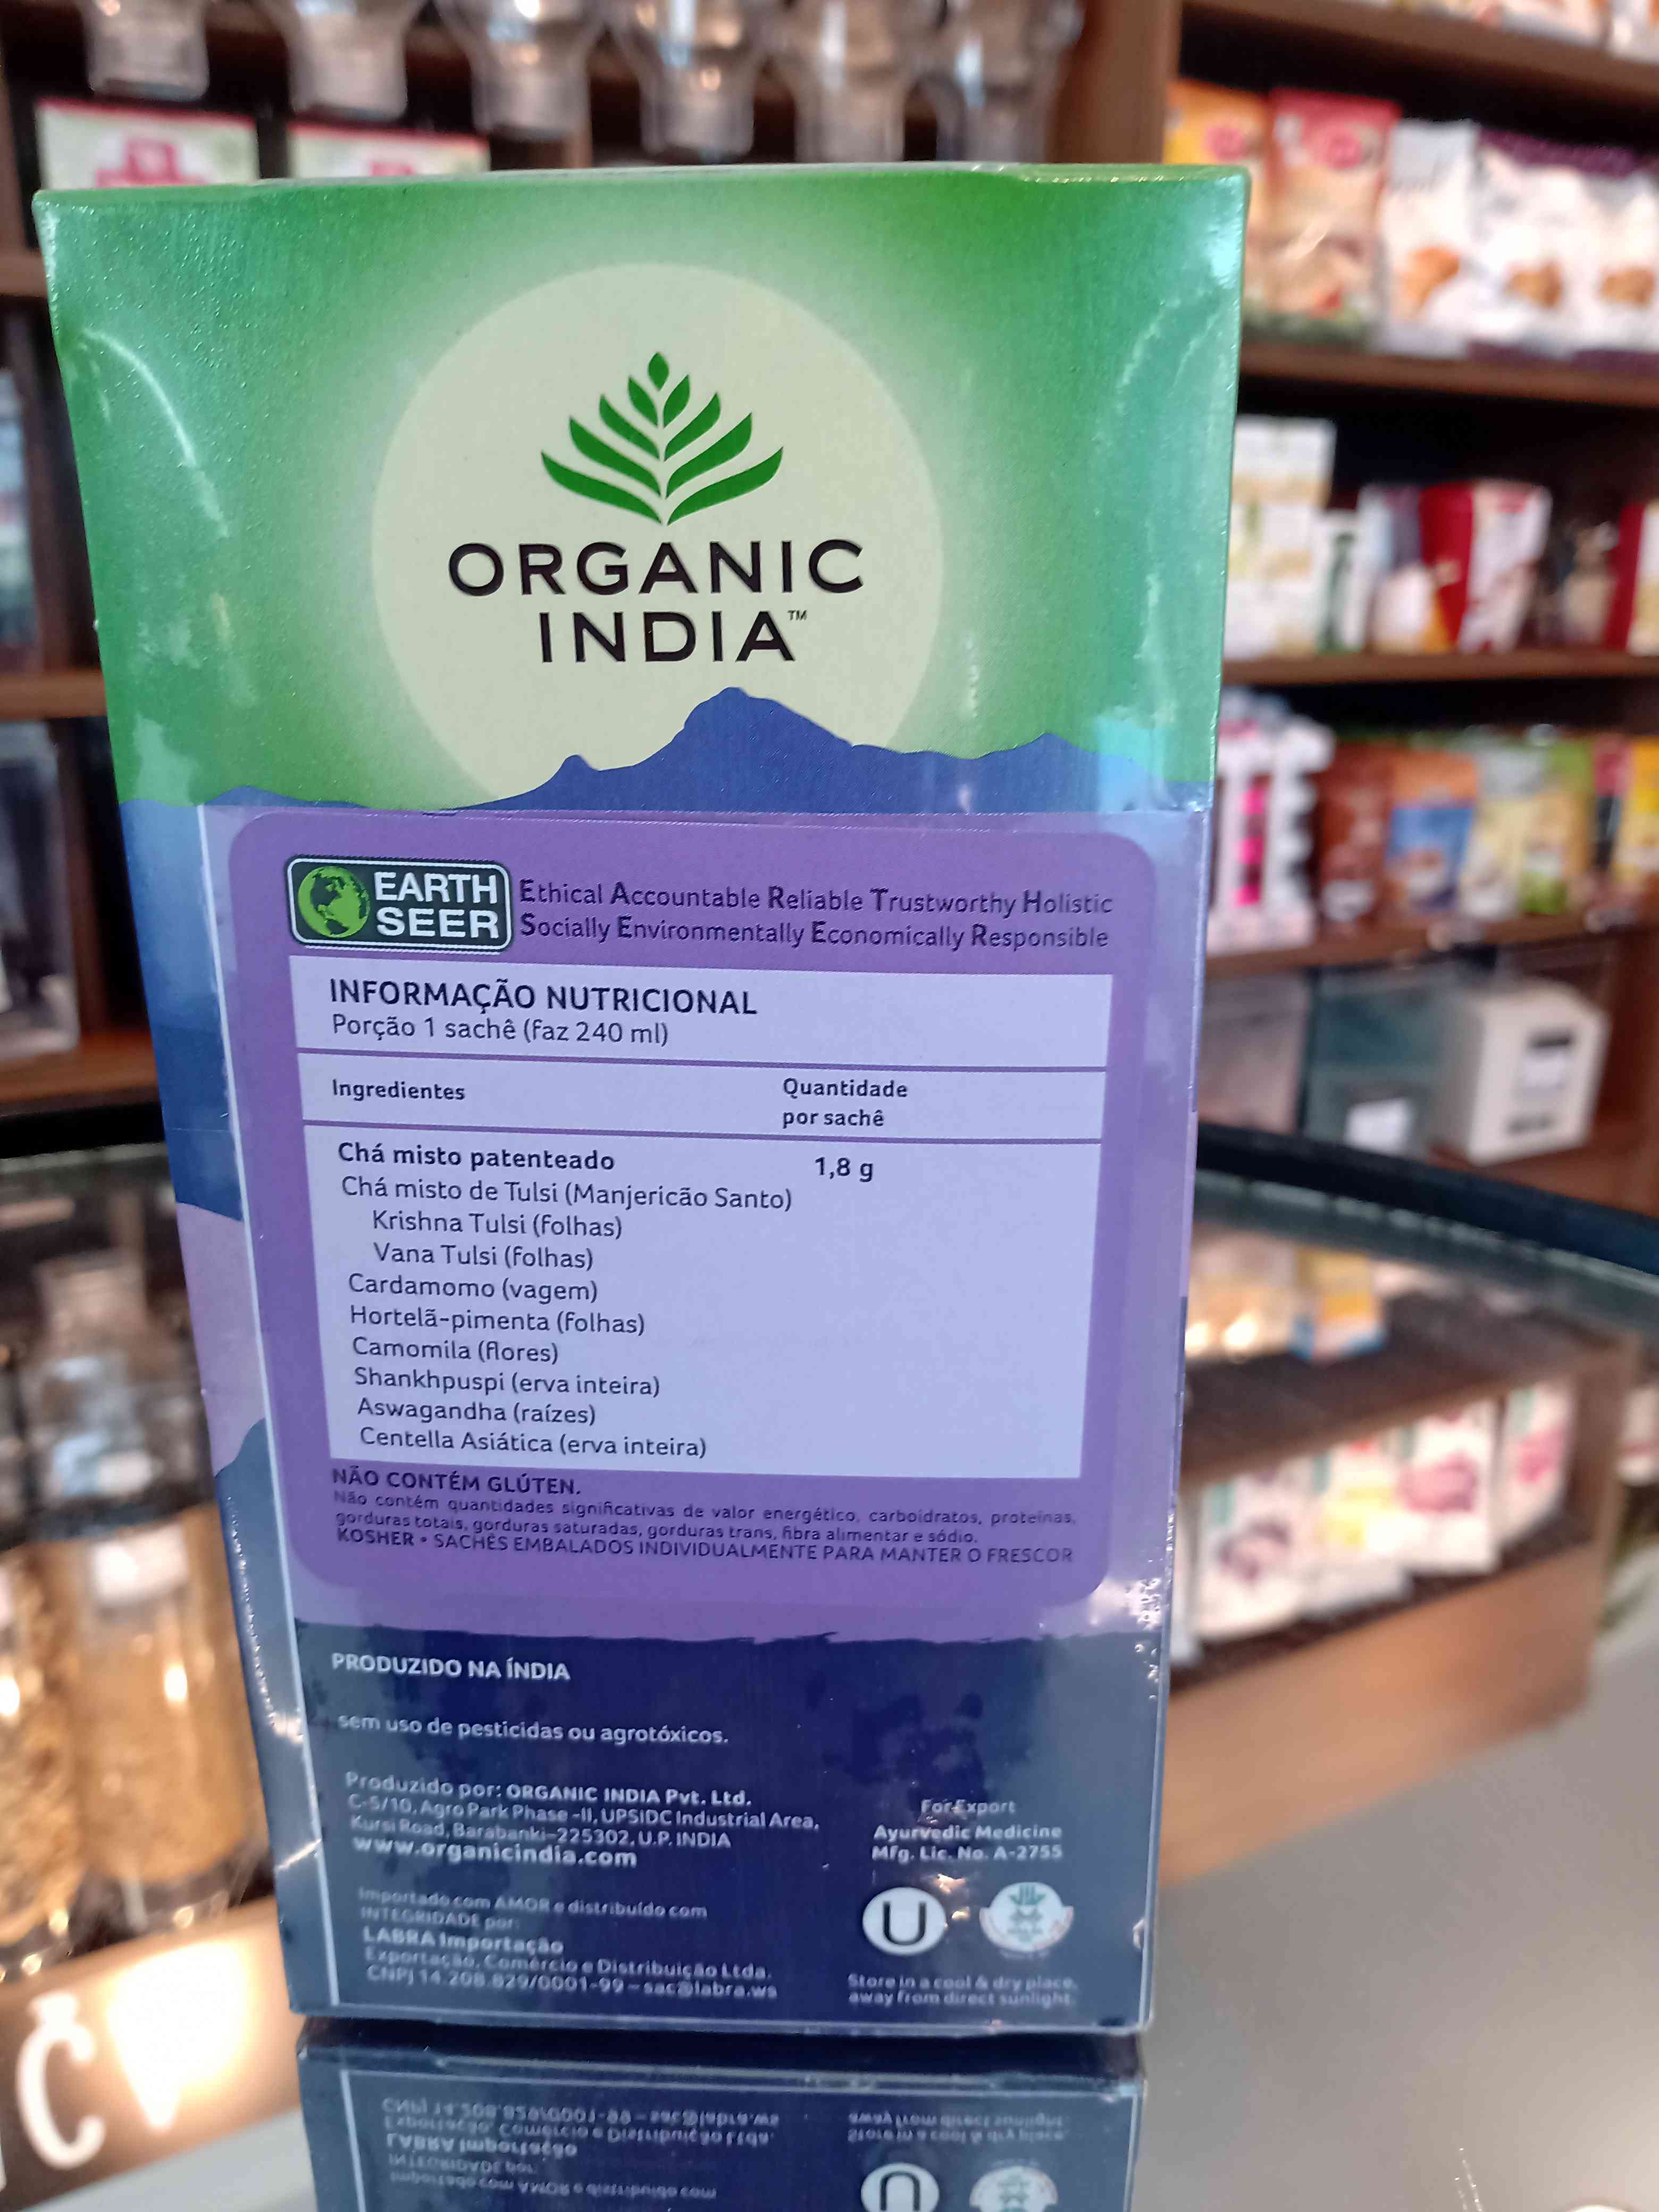 ORGANIC
INDIA™
EARTH
SEER
Ethical Accountable Reliable Trustworthy Holistic
Socially Environmentally Economically Responsible
INFORMAÇÃO NUTRICIONAL
Porção 1 sachê (faz 240 ml)
Ingredientes
Quantidade
por sachê
Chá misto patenteado 1,8 g
Chá misto de Tulsi (Manjericão Santo)
Krishna Tulsi (folhas)
Vana Tulsi (folhas)
Cardamomo (vagem)
Hortelã-pimenta (folhas)
Camomila (flores)
Shankhpuspi (erva inteira)
Aswagandha (raízes)
Centella Asiática (erva inteira)
NÃO CONTÉM GLÚTEN.
Não contém quantidades significativas de valor energético, carboidratos, proteínas,
gorduras totais, gorduras saturadas, gorduras trans, fibra alimentar e sódio.
KOSHER • SACHÊS EMBALADOS INDIVIDUALMENTE PARA MANTER O FRESCOR
PRODUZIDO NA ÍNDIA
sem uso de pesticidas ou agrotóxicos.
Produzido por: ORGANIC INDIA Pvt. Ltd.
C-5/10, Agro Park Phase -II, UPSIDC Industrial Area,
Kursi Road, Barabanki-225302, U.P. INDIA
www.organicindia.com
Importado com AMOR e distribuído com
INTEGRIDADE por:
LABRA Importação
Exportação, Comércio e Distribuição Ltda.
CNPJ 14.208.829/0001-99 - sac@labra.ws
For Export
Ayurvedic Medicine
Mfg. Lic. No. A-2755
U
Store in a cool & dry place,
away from direct sunlight.